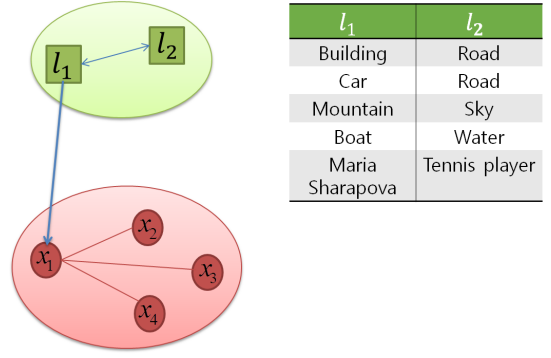 l₁ l₂
x₁ x₂ x₃ x₄
l₁ l₂
Building Road
Car Road
Mountain Sky
Boat Water
Maria Tennis player
Sharapova